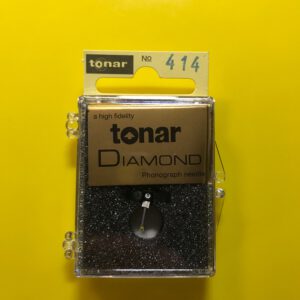 tonar
No 414
a high fidelity
tonar
DIAMOND
Phonograph needle